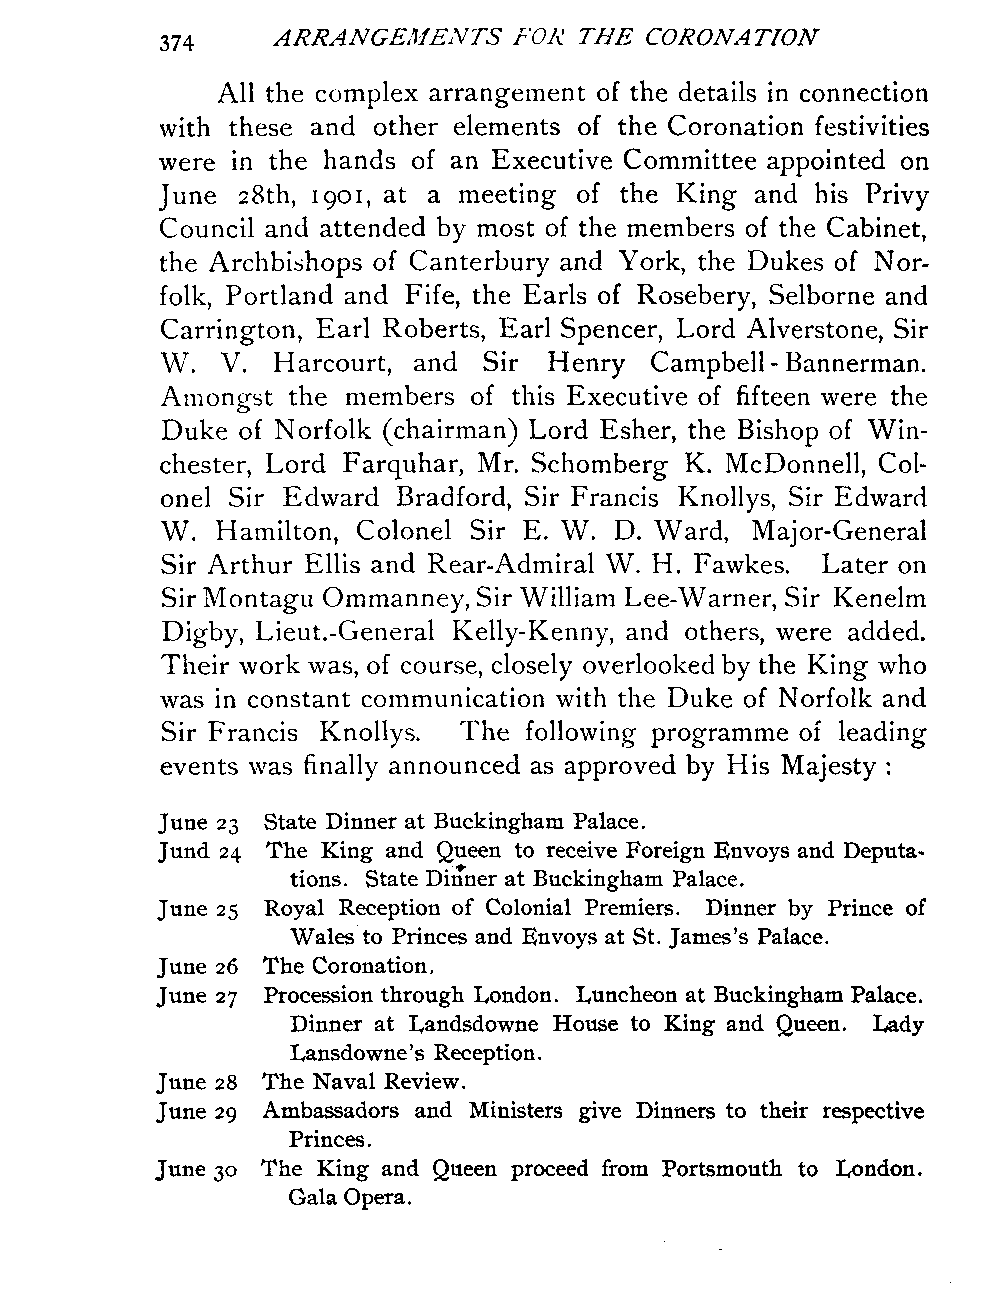 374 ARRANGEMENTS FOR THE CORONATION
All the complex arrangement of the details in connection
with these and other elements of the Coronation festivities
were in the hands of an Executive Committee appointed on
June 28th, 1901, at a meeting of the King and his Privy
Council and attended by most of the members of the Cabinet,
the Archbishops of Canterbury and York, the Dukes of Nor-
folk, Portland and Fife, the Earls of Rosebery, Selborne and
Carrington, Earl Roberts, Earl Spencer, Lord Alverstone, Sir
W. V. Harcourt, and Sir Henry Campbell-Bannerman.
Amongst the members of this Executive of fifteen were the
Duke of Norfolk (chairman) Lord Esher, the Bishop of Win-
chester, Lord Farquhar, Mr. Schomberg K. McDonnell, Col-
onel Sir Edward Bradford, Sir Francis Knollys, Sir Edward
W. Hamilton, Colonel Sir E. W. D. Ward, Major-General
Sir Arthur Ellis and Rear-Admiral W. H. Fawkes. Later on
Sir Montagu Ommanney, Sir William Lee-Warner, Sir Kenelm
Digby, Lieut.-General Kelly-Kenny, and others, were added.
Their work was, of course, closely overlooked by the King who
was in constant communication with the Duke of Norfolk and
Sir Francis Knollys. The following programme of leading
events was finally announced as approved by His Majesty :
June 23 State Dinner at Buckingham Palace.
Jund 24 The King and Queen to receive Foreign Envoys and Deputa-
tions. State Dinner at Buckingham Palace.
June 25 Royal Reception of Colonial Premiers. Dinner by Prince of
Wales to Princes and Envoys at St. James's Palace.
June 26 The Coronation.
June 27 Procession through London. Luncheon at Buckingham Palace.
Dinner at Landsdowne House to King and Queen. Lady
Lansdowne's Reception.
June 28 The Naval Review.
June 29 Ambassadors and Ministers give Dinners to their respective
Princes.
June 30 The King and Queen proceed from Portsmouth to London.
Gala Opera.